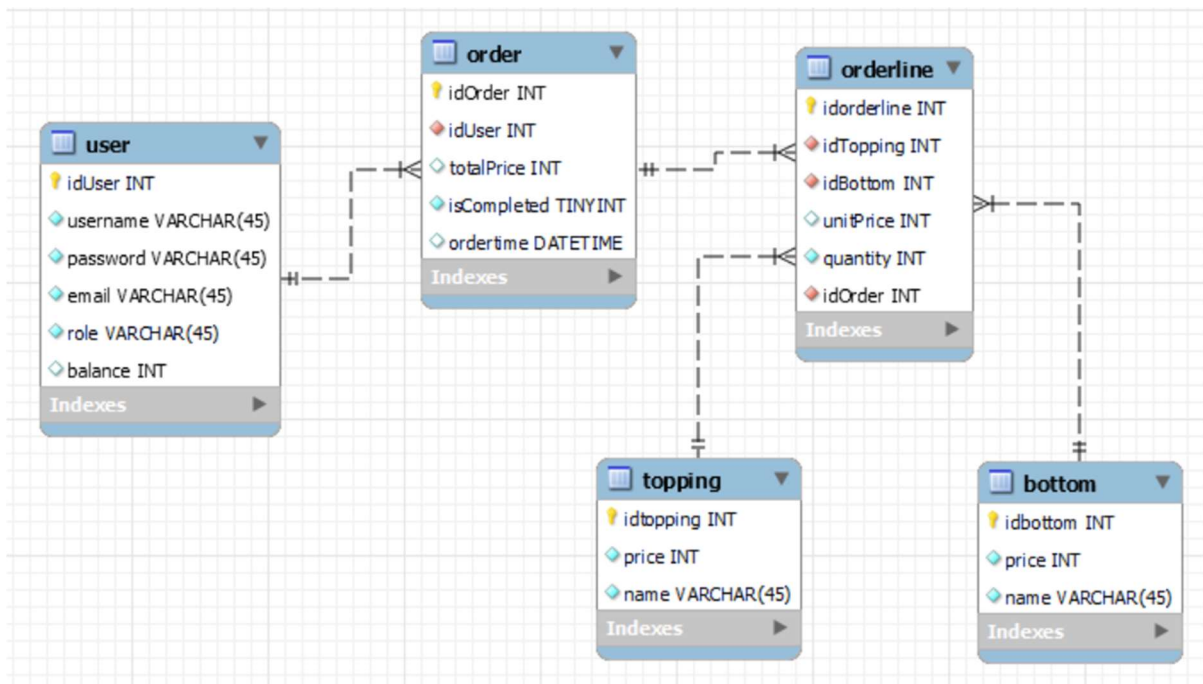 user
idUser INT
username VARCHAR(45)
password VARCHAR(45)
email VARCHAR(45)
role VARCHAR(45)
balance INT
Indexes
order
idOrder INT
idUser INT
totalPrice INT
isCompleted TINYINT
ordertime DATETIME
Indexes
orderline
idorderline INT
idTopping INT
idBottom INT
unitPrice INT
quantity INT
idOrder INT
Indexes
topping
idtopping INT
price INT
name VARCHAR(45)
Indexes
bottom
idbottom INT
price INT
name VARCHAR(45)
Indexes